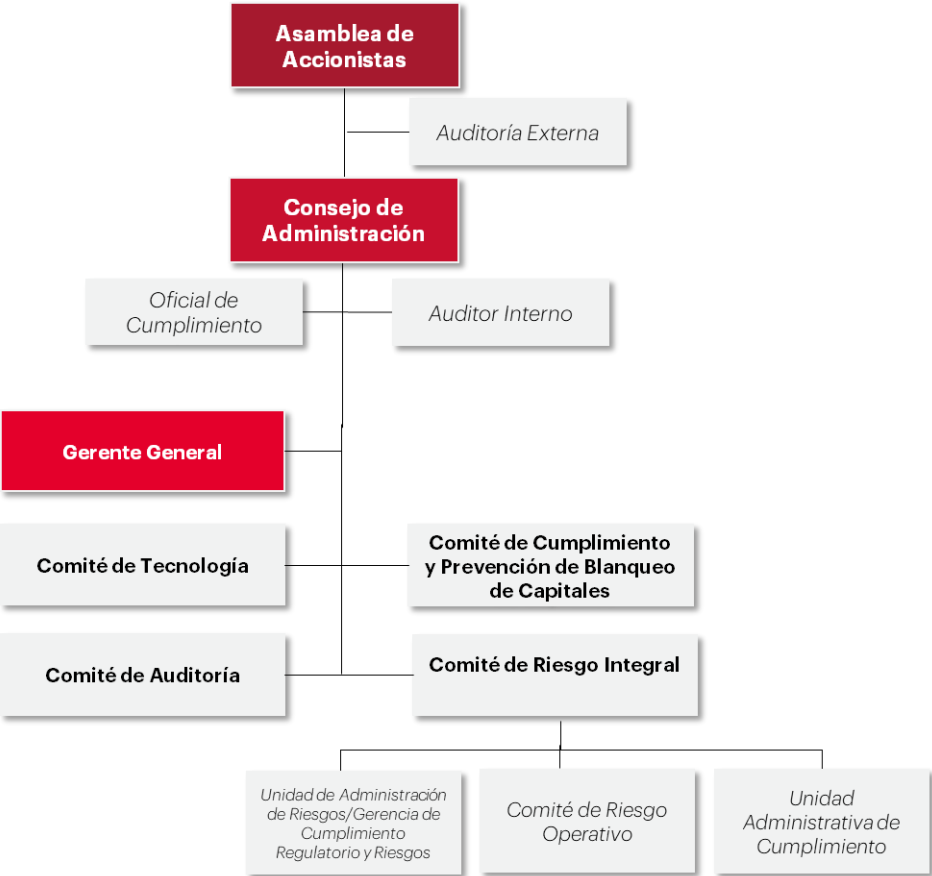 Asamblea de
Accionistas
Auditoría Externa
Consejo de
Administración
Oficial de
Cumplimiento
Auditor Interno
Gerente General
Comité de Tecnología
Comité de Cumplimiento
y Prevención de Blanqueo
de Capitales
Comité de Auditoría
Comité de Riesgo Integral
Unidad de Administración
de Riesgos/Gerencia de
Cumplimiento
Regulatorio y Riesgos
Comité de Riesgo
Operativo
Unidad
Administrativa de
Cumplimiento